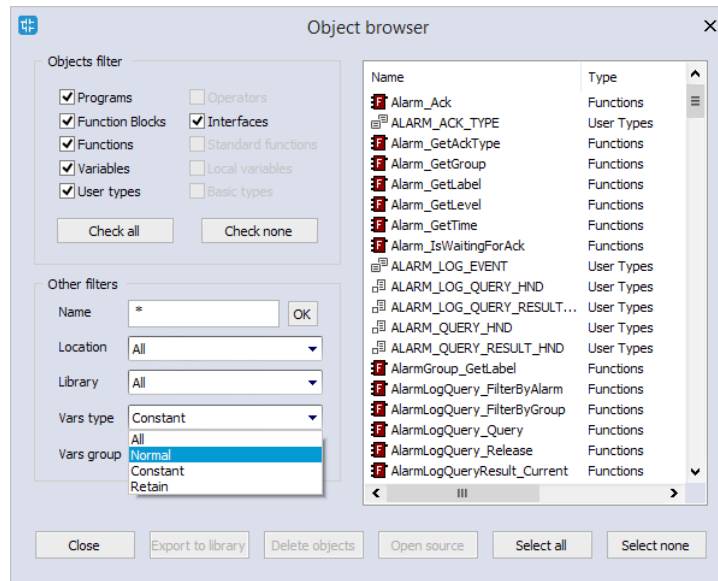 Object browser
Objects filter
Programs
Operators
Function Blocks
Interfaces
Functions
Standard functions
Variables
Local variables
User types
Basic types
Check all
Check none
Other filters
Name
*
OK
Location
All
Library
All
Vars type
Constant
All
Vars group
Normal
Constant
Retain
Name Type
Alarm_Ack Functions
ALARM_ACK_TYPE User Types
Alarm_GetAckType Functions
Alarm_GetGroup Functions
Alarm_GetLabel Functions
Alarm_GetLevel Functions
Alarm_GetTime Functions
Alarm_IsWaitingForAck Functions
ALARM_LOG_EVENT User Types
ALARM_LOG_QUERY_HND User Types
ALARM_LOG_QUERY_RESULT... User Types
ALARM_QUERY_HND User Types
ALARM_QUERY_RESULT_HND User Types
AlarmGroup_GetLabel Functions
AlarmLogQuery_FilterByAlarm Functions
AlarmLogQuery_FilterByGroup Functions
AlarmLogQuery_Query Functions
AlarmLogQuery_Release Functions
AlarmLogQueryResult_Current Functions
Close
Export to library
Delete objects
Open source
Select all
Select none